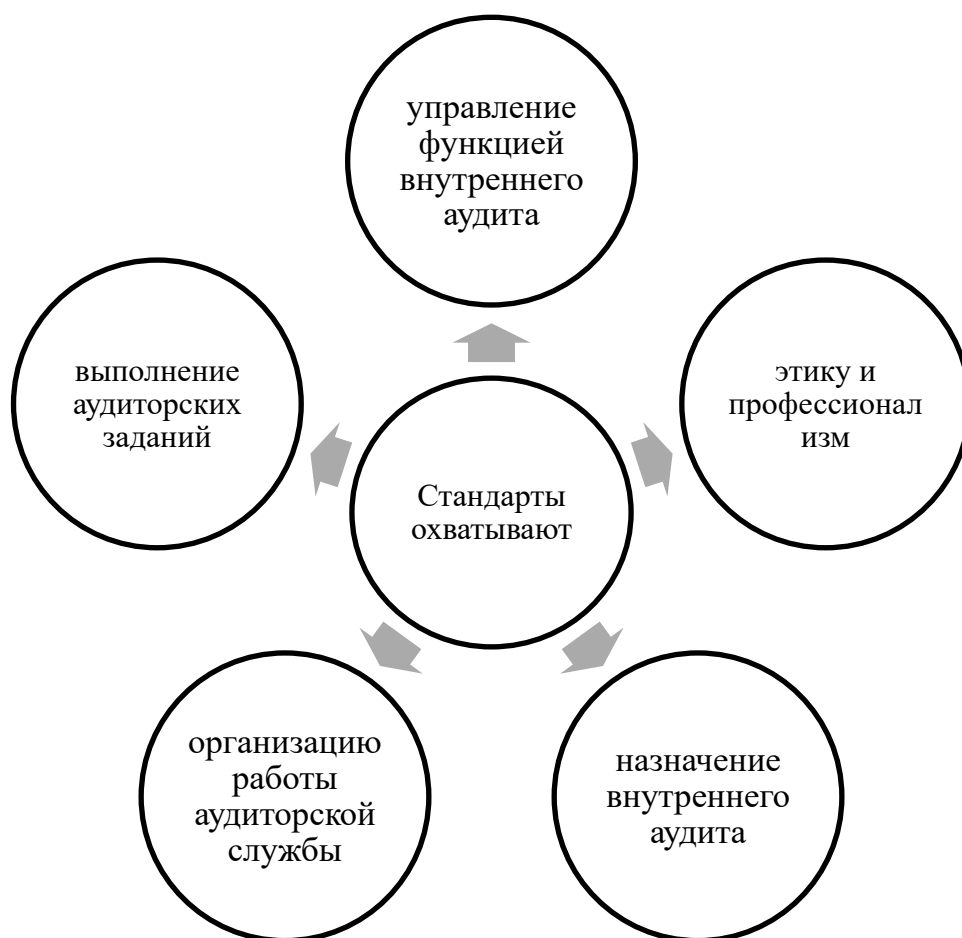 управление
функцией
внутреннего
аудита
выполнение
аудиторских
заданий
этику и
профессионал
изм
Стандарты
охватывают
организацию
работы
аудиторской
службы
назначение
внутреннего
аудита